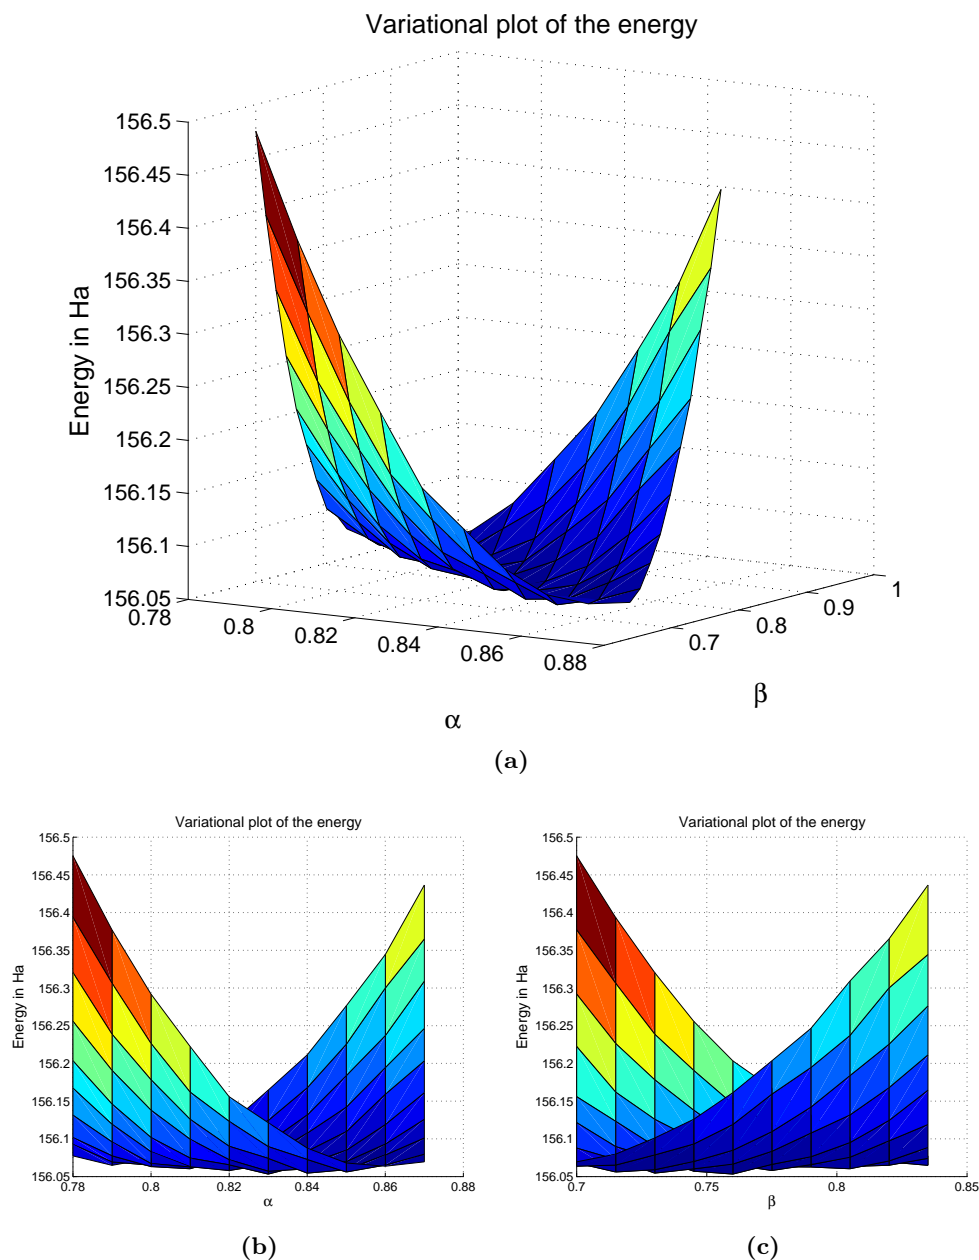 Variational plot of the energy
156.5
156.45
156.4
156.35
156.3
156.25
156.2
156.15
156.1
156.05
Energy in Ha
0.78
0.8
0.82
0.84
0.86
0.88
α
0.7
0.8
0.9
1
β
(a)
Variational plot of the energy
156.5
156.45
156.4
156.35
156.3
156.25
156.2
156.15
156.1
156.05
Energy in Ha
0.78 0.8 0.82 0.84 0.86 0.88
α
(b)
Variational plot of the energy
156.5
156.45
156.4
156.35
156.3
156.25
156.2
156.15
156.1
156.05
Energy in Ha
0.7 0.75 0.8 0.85
β
(c)